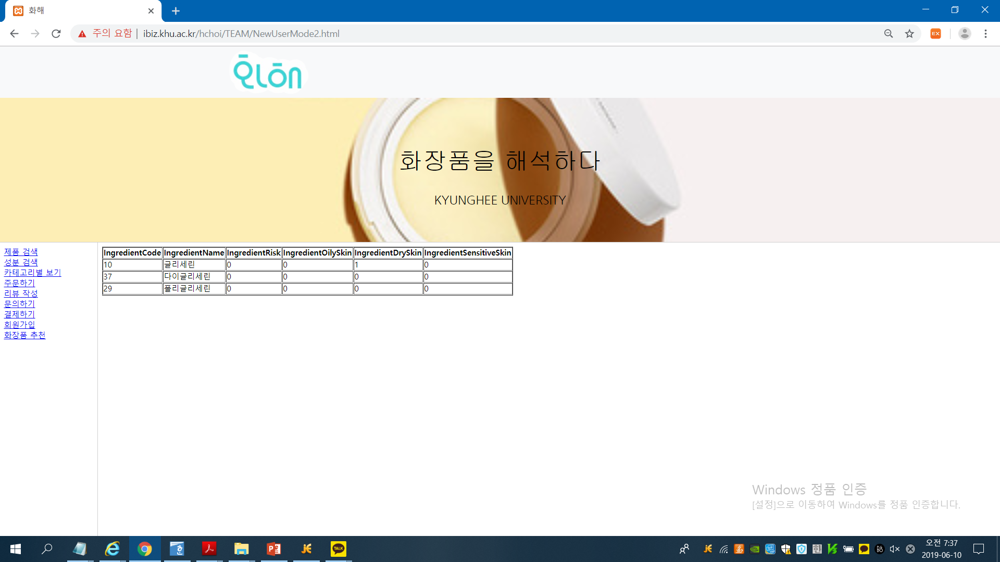 화해
주의 요함 | ibiz.khu.ac.kr/hchoi/TEAM/NewUserMode2.html
EX
화장품을 해석하다
KYUNGHEE UNIVERSITY
제품 검색
성분 검색
카테고리별 보기
주문하기
리뷰 작성
문의하기
결제하기
회원가입
화장품 추천
IngredientCode IngredientName IngredientRisk IngredientOilySkin IngredientDrySkin IngredientSensitiveSkin
10 글리세린 0 0 1 0
37 다이글리세린 0 0 0 0
29 폴리글리세린 0 0 0 0
Windows 정품 인증
[설정]으로 이동하여 Windows를 정품 인증합니다.
TALK
오전 7:37
2019-06-10